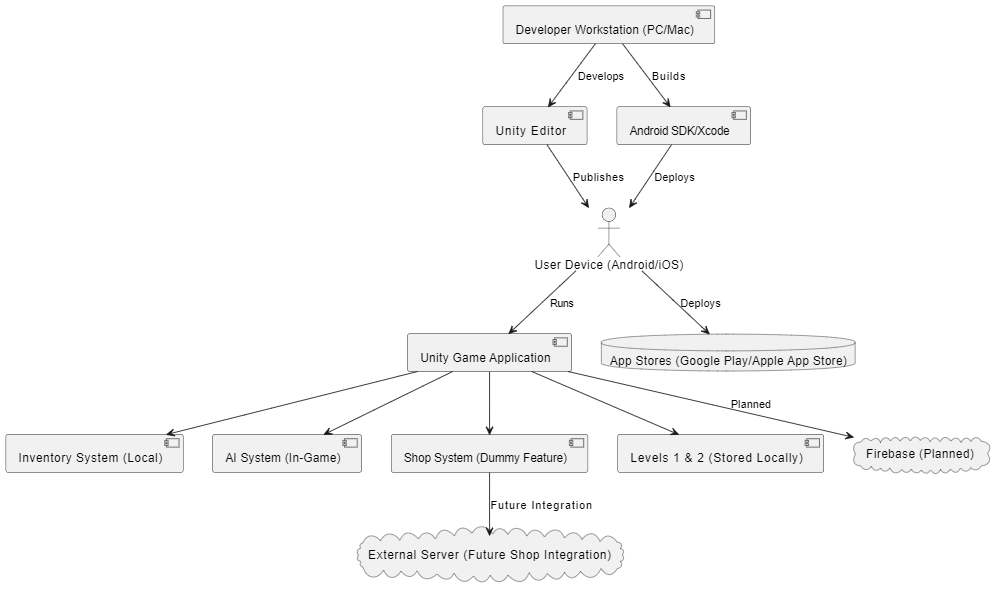 Developer Workstation (PC/Mac)
Develops
Builds
Unity Editor
Android SDK/Xcode
Publishes
Deploys
User Device (Android/iOS)
Runs
Deploys
Unity Game Application
App Stores (Google Play/Apple App Store)
Planned
Inventory System (Local)
AI System (In-Game)
Shop System (Dummy Feature)
Levels 1 & 2 (Stored Locally)
Firebase (Planned)
Future Integration
External Server (Future Shop Integration)